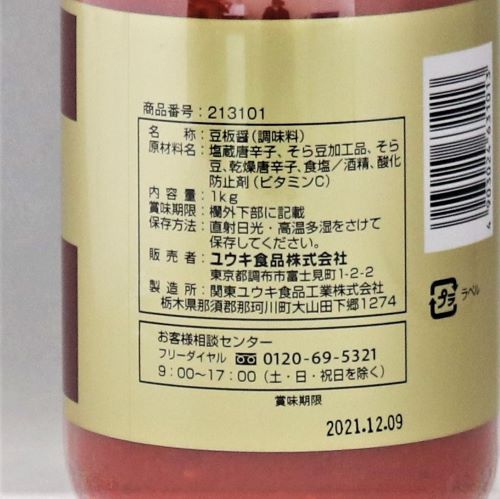 商品番号：213101
名　　称：豆板醤（調味料）
原材料名：塩蔵唐辛子、そら豆加工品、そら
豆、乾燥唐辛子、食塩／酒精、酸化
防止剤（ビタミンC）
内 容 量：1kg
賞味期限：欄外下部に記載
保存方法：直射日光・高温多湿をさけて
保存してください。
販 売 者：ユウキ食品株式会社
東京都調布市富士見町1-2-2
製 造 所：関東ユウキ食品工業株式会社
栃木県那須郡那珂川町大山田下郷1274
お客様相談センター
フリーダイヤル 0120-69-5321
9：00～17：00（土・日・祝日を除く）
賞味期限
2021.12.09
プラ ラベル